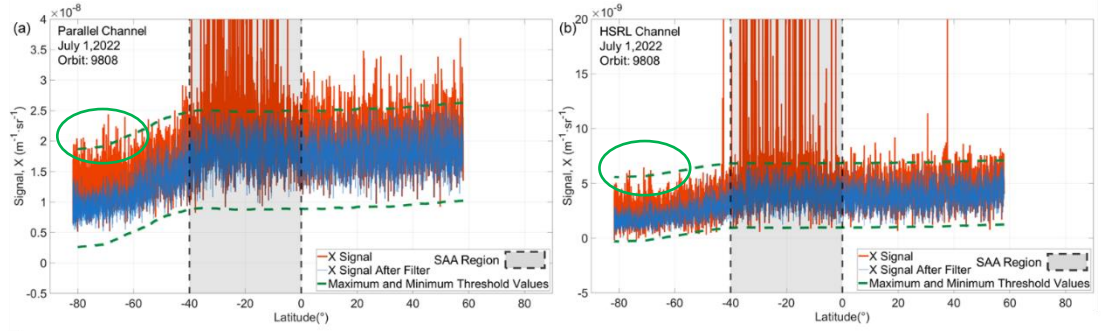 (a)
×10⁻⁸
Parallel Channel
July 1,2022
Orbit: 9808
4
3.5
3
2.5
2
1.5
1
0.5
0
-0.5
Signal, X (m⁻¹·sr⁻¹)
-80 -60 -40 -20 0 20 40 60 80
Latitude(°)
X Signal
X Signal After Filter
SAA Region
Maximum and Minimum Threshold Values
(b)
×10⁻⁹
HSRL Channel
July 1,2022
Orbit: 9808
20
15
10
5
0
-5
Signal, X (m⁻¹·sr⁻¹)
-80 -60 -40 -20 0 20 40 60 80
Latitude(°)
X Signal
X Signal After Filter
SAA Region
Maximum and Minimum Threshold Values